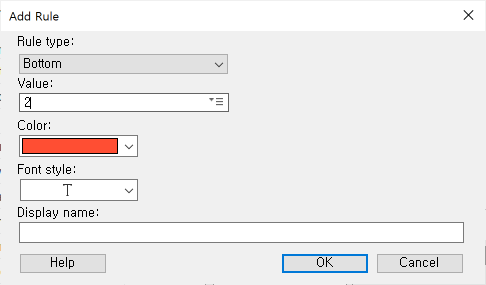 Add Rule
Rule type:
Bottom
Value:
2
Color:
Font style:
T
Display name:
Help
OK
Cancel